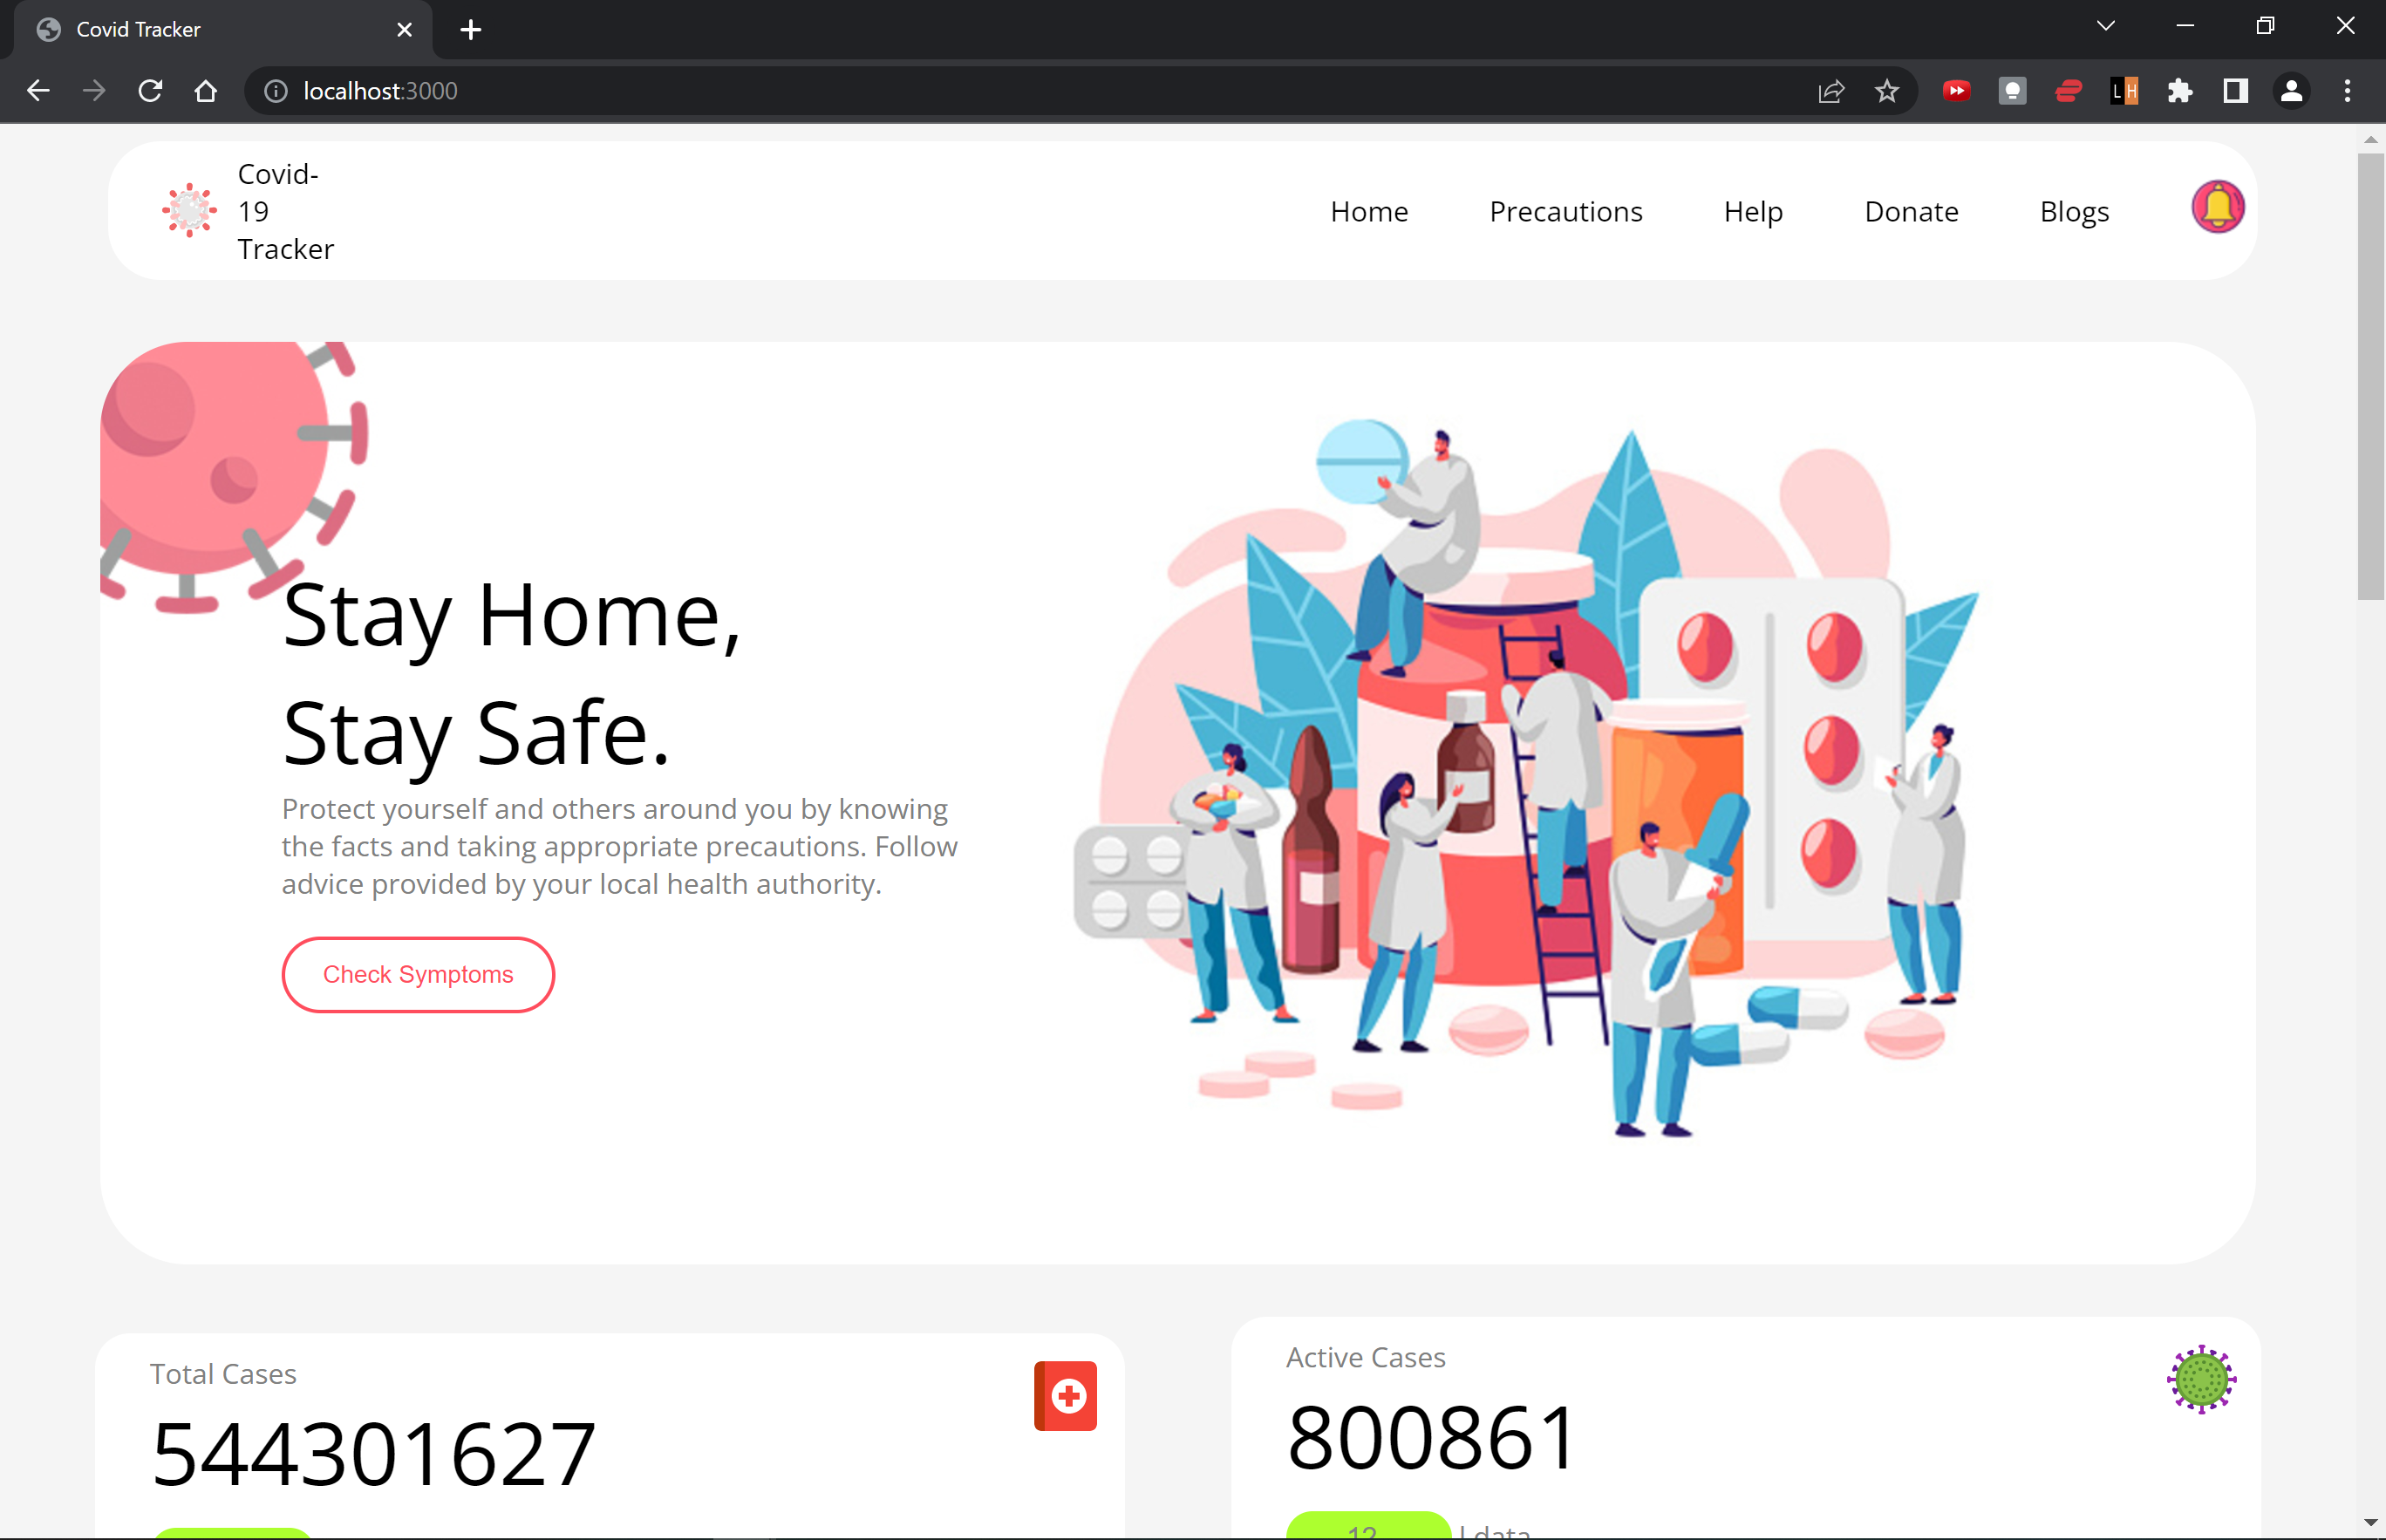 Covid Tracker
localhost:3000
LH
Covid-
19
Tracker
Home
Precautions
Help
Donate
Blogs
Stay Home,
Stay Safe.
Protect yourself and others around you by knowing
the facts and taking appropriate precautions. Follow
advice provided by your local health authority.
Check Symptoms
Total Cases
544301627
Active Cases
800861
12